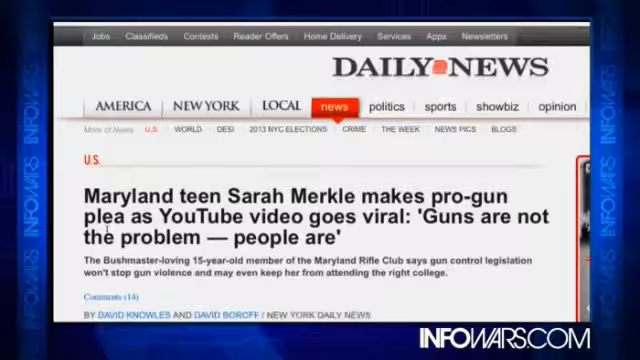 Jobs Classifieds Contests Reader Offers Home Delivery Services Apps Newsletters
DAILY NEWS
AMERICA NEW YORK LOCAL news politics sports showbiz opinion
More of News U.S. WORLD DESI 2013 NYC ELECTIONS CRIME THE WEEK NEWS PICS BLOGS
U.S.
Maryland teen Sarah Merkle makes pro-gun
plea as YouTube video goes viral: 'Guns are not
the problem — people are'
The Bushmaster-loving 15-year-old member of the Maryland Rifle Club says gun control legislation
won't stop gun violence and may even keep her from attending the right college.
Comments (14)
BY DAVID KNOWLES AND DAVID BOROFF / NEW YORK DAILY NEWS
INFOWARS.COM
INFOWARS
INFOWARS
INFOWARS
INFOWARS